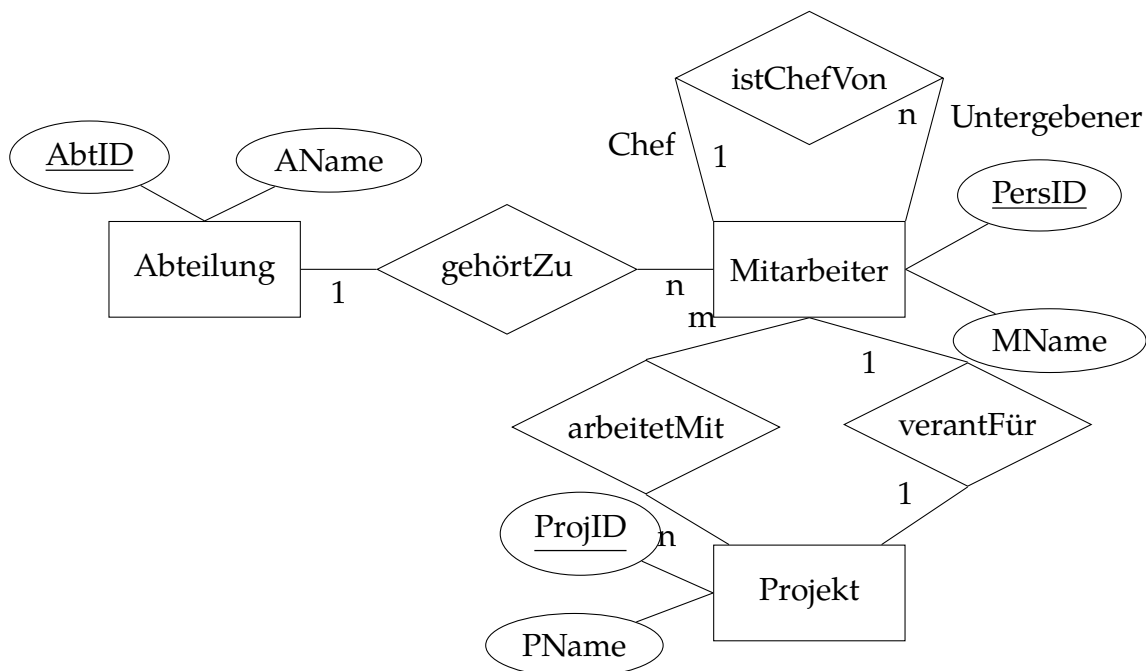 istChefVon
n
Chef
1
Untergebener
AbtID
AName
PersID
Abteilung
1
gehörtZu
n
Mitarbeiter
m
1
MName
arbeitetMit
verantFür
1
ProjID
n
Projekt
PName